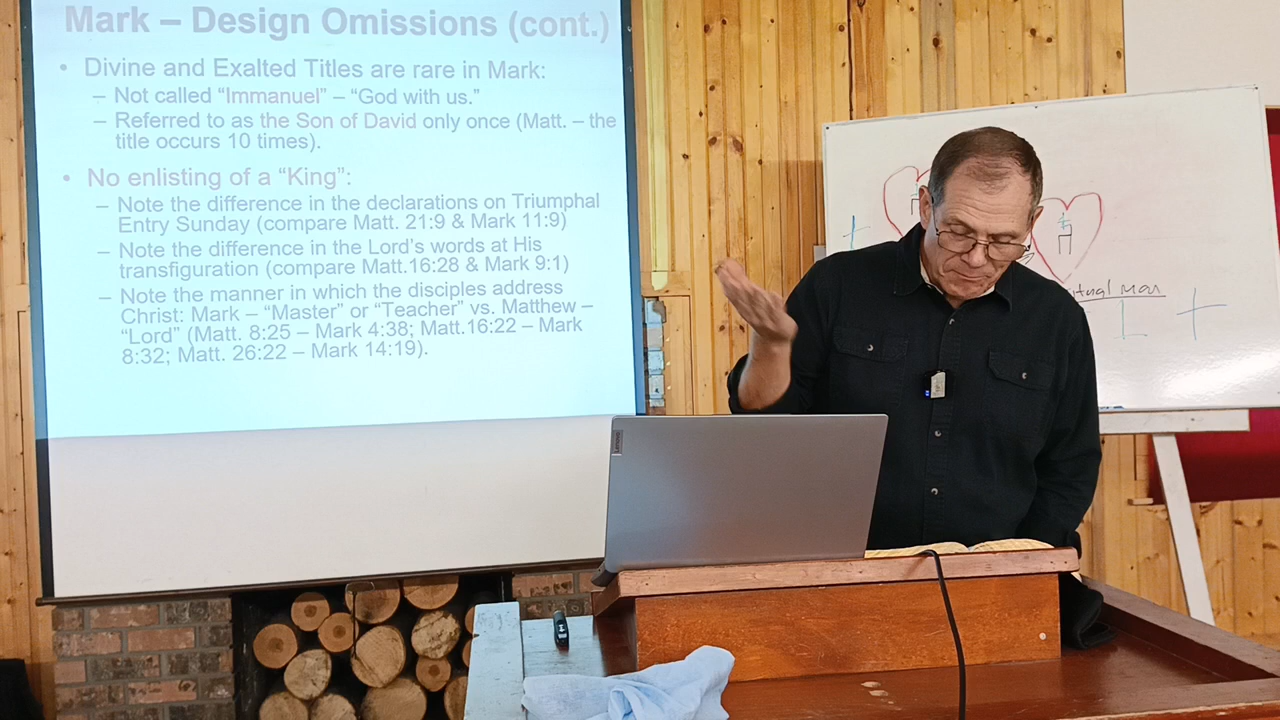 Mark – Design Omissions (cont.)
• Divine and Exalted Titles are rare in Mark:
– Not called “Immanuel” – “God with us.”
– Referred to as the Son of David only once (Matt. – the
title occurs 10 times).
• No enlisting of a “King”:
– Note the difference in the declarations on Triumphal
Entry Sunday (compare Matt. 21:9 & Mark 11:9)
– Note the difference in the Lord’s words at His
transfiguration (compare Matt.16:28 & Mark 9:1)
– Note the manner in which the disciples address
Christ: Mark – “Master” or “Teacher” vs. Matthew –
“Lord” (Matt. 8:25 – Mark 4:38; Matt.16:22 – Mark
8:32; Matt. 26:22 – Mark 14:19).
Man
Lenovo